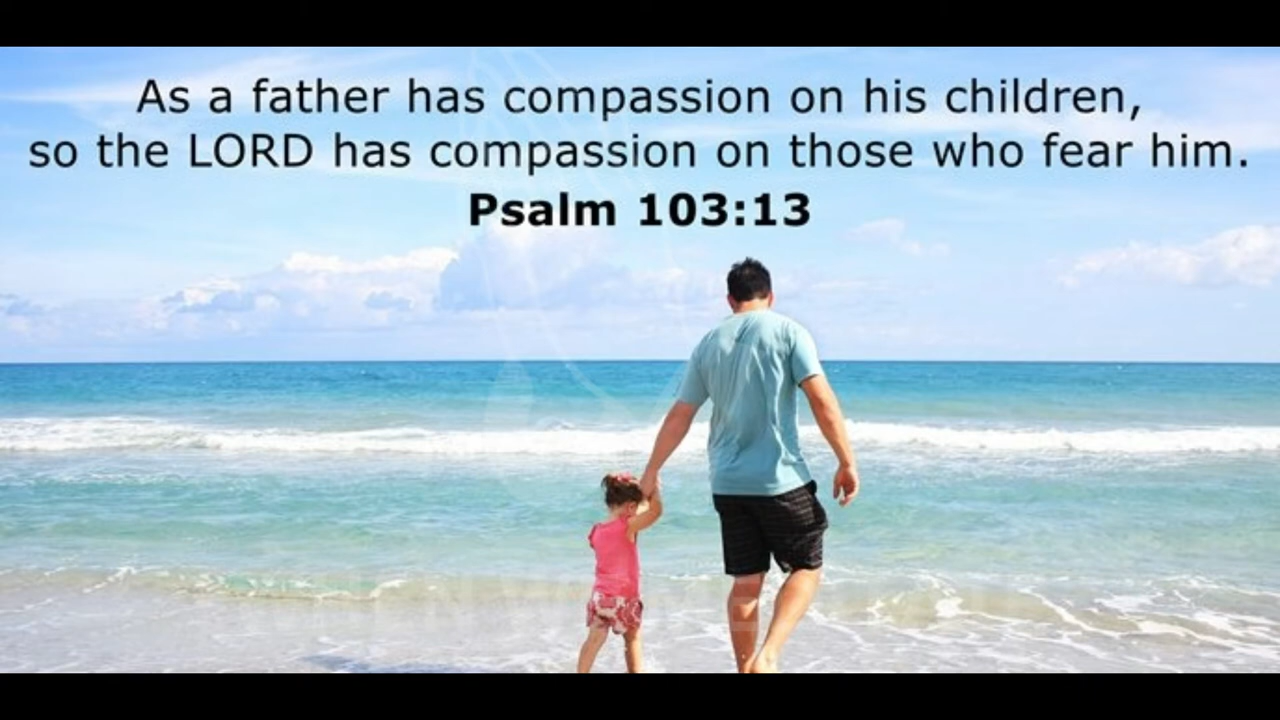 As a father has compassion on his children,
so the LORD has compassion on those who fear him.
Psalm 103:13